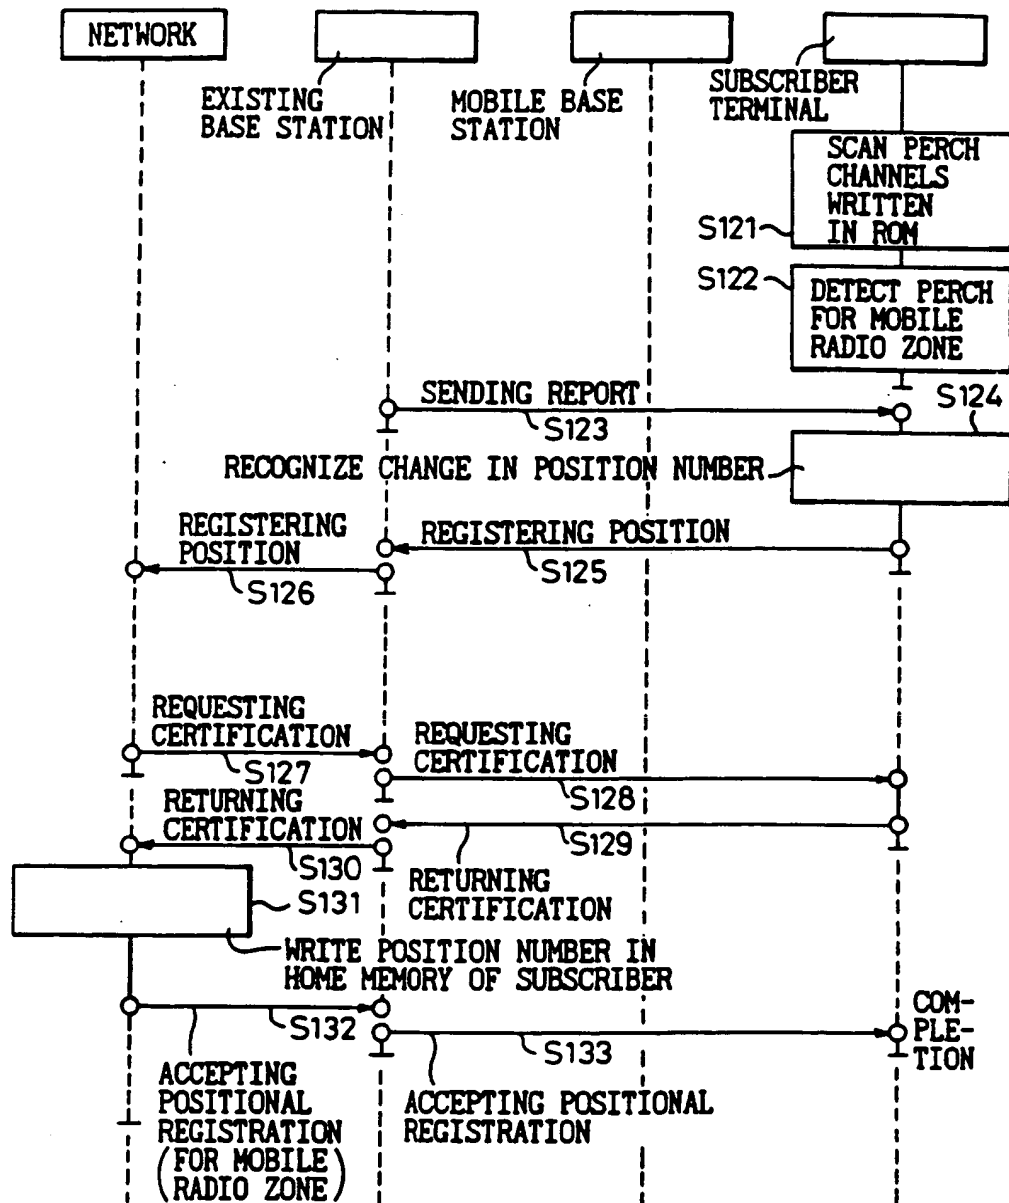 NETWORK
EXISTING
BASE STATION
MOBILE BASE
STATION
SUBSCRIBER
TERMINAL
SCAN PERCH
CHANNELS
WRITTEN
IN ROM
S121
S122
DETECT PERCH
FOR MOBILE
RADIO ZONE
SENDING REPORT
S123
S124
RECOGNIZE CHANGE IN POSITION NUMBER
REGISTERING
POSITION
S126
REGISTERING POSITION
S125
REQUESTING
CERTIFICATION
S127
REQUESTING
CERTIFICATION
S128
RETURNING
CERTIFICATION
S130
S129
RETURNING
CERTIFICATION
S131
WRITE POSITION NUMBER IN
HOME MEMORY OF SUBSCRIBER
S132
S133
COM-
PLE-
TION
ACCEPTING
POSITIONAL
REGISTRATION
(FOR MOBILE
RADIO ZONE)
ACCEPTING POSITIONAL
REGISTRATION